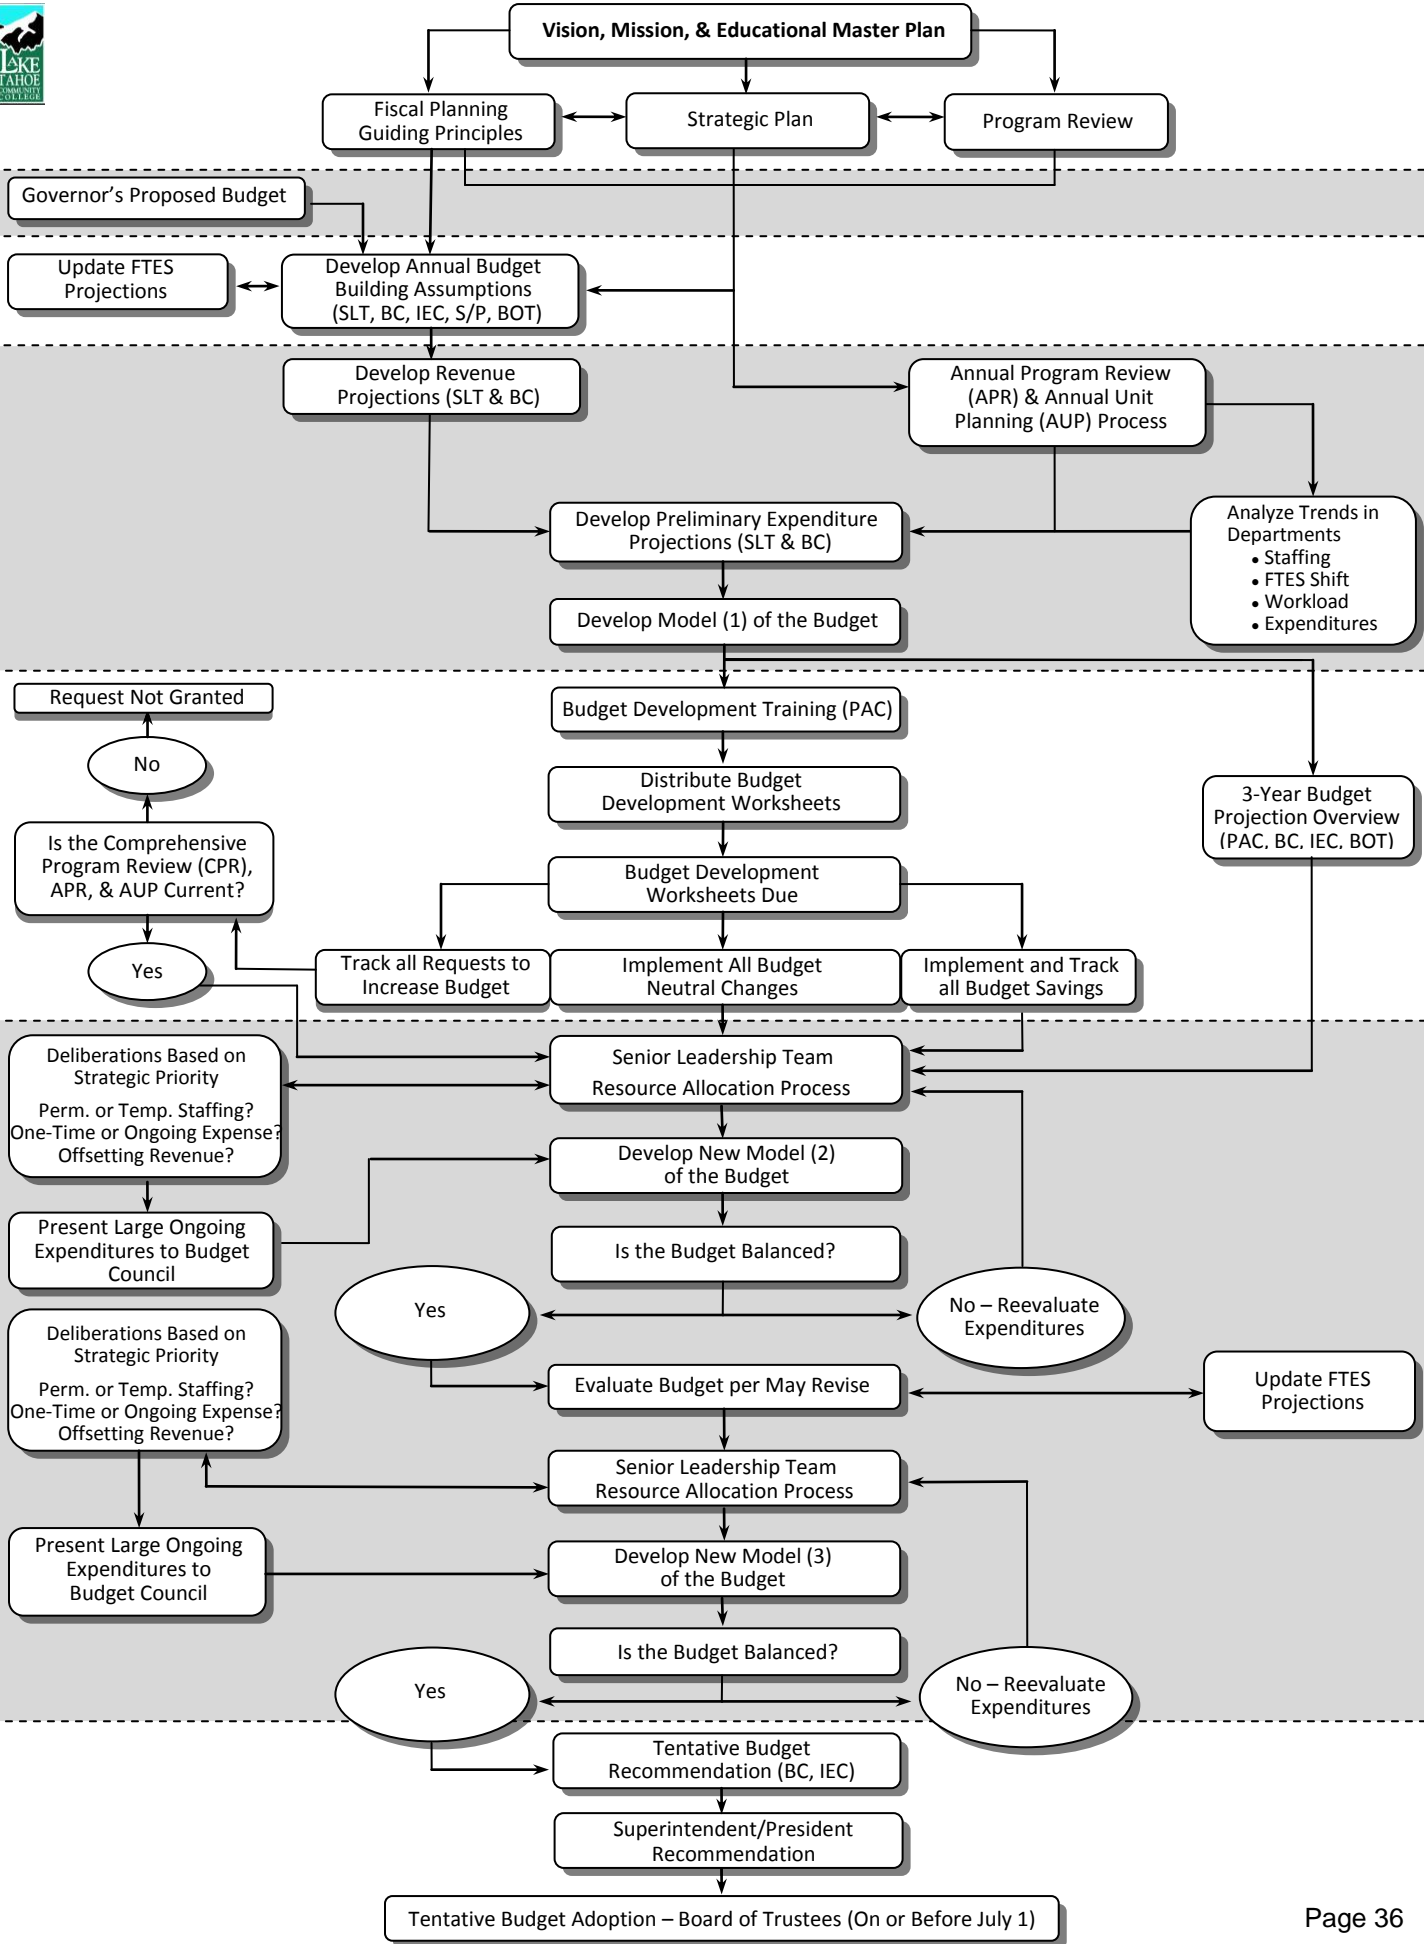 LAKE
TAHOE
COMMUNITY
COLLEGE
Vision, Mission, & Educational Master Plan
Fiscal Planning
Guiding Principles
Strategic Plan
Program Review
Governor's Proposed Budget
Update FTES
Projections
Develop Annual Budget
Building Assumptions
(SLT, BC, IEC, S/P, BOT)
Develop Revenue
Projections (SLT & BC)
Annual Program Review
(APR) & Annual Unit
Planning (AUP) Process
Develop Preliminary Expenditure
Projections (SLT & BC)
Analyze Trends in
Departments
• Staffing
• FTES Shift
• Workload
• Expenditures
Develop Model (1) of the Budget
Request Not Granted
Budget Development Training (PAC)
No
Distribute Budget
Development Worksheets
3-Year Budget
Projection Overview
(PAC, BC, IEC, BOT)
Is the Comprehensive
Program Review (CPR),
APR, & AUP Current?
Budget Development
Worksheets Due
Yes
Track all Requests to
Increase Budget
Implement All Budget
Neutral Changes
Implement and Track
all Budget Savings
Deliberations Based on
Strategic Priority
Perm. or Temp. Staffing?
One-Time or Ongoing Expense?
Offsetting Revenue?
Senior Leadership Team
Resource Allocation Process
Develop New Model (2)
of the Budget
Present Large Ongoing
Expenditures to Budget
Council
Is the Budget Balanced?
Yes
No – Reevaluate
Expenditures
Deliberations Based on
Strategic Priority
Perm. or Temp. Staffing?
One-Time or Ongoing Expense?
Offsetting Revenue?
Evaluate Budget per May Revise
Update FTES
Projections
Senior Leadership Team
Resource Allocation Process
Present Large Ongoing
Expenditures to
Budget Council
Develop New Model (3)
of the Budget
Is the Budget Balanced?
Yes
No – Reevaluate
Expenditures
Tentative Budget
Recommendation (BC, IEC)
Superintendent/President
Recommendation
Tentative Budget Adoption – Board of Trustees (On or Before July 1)
Page 36